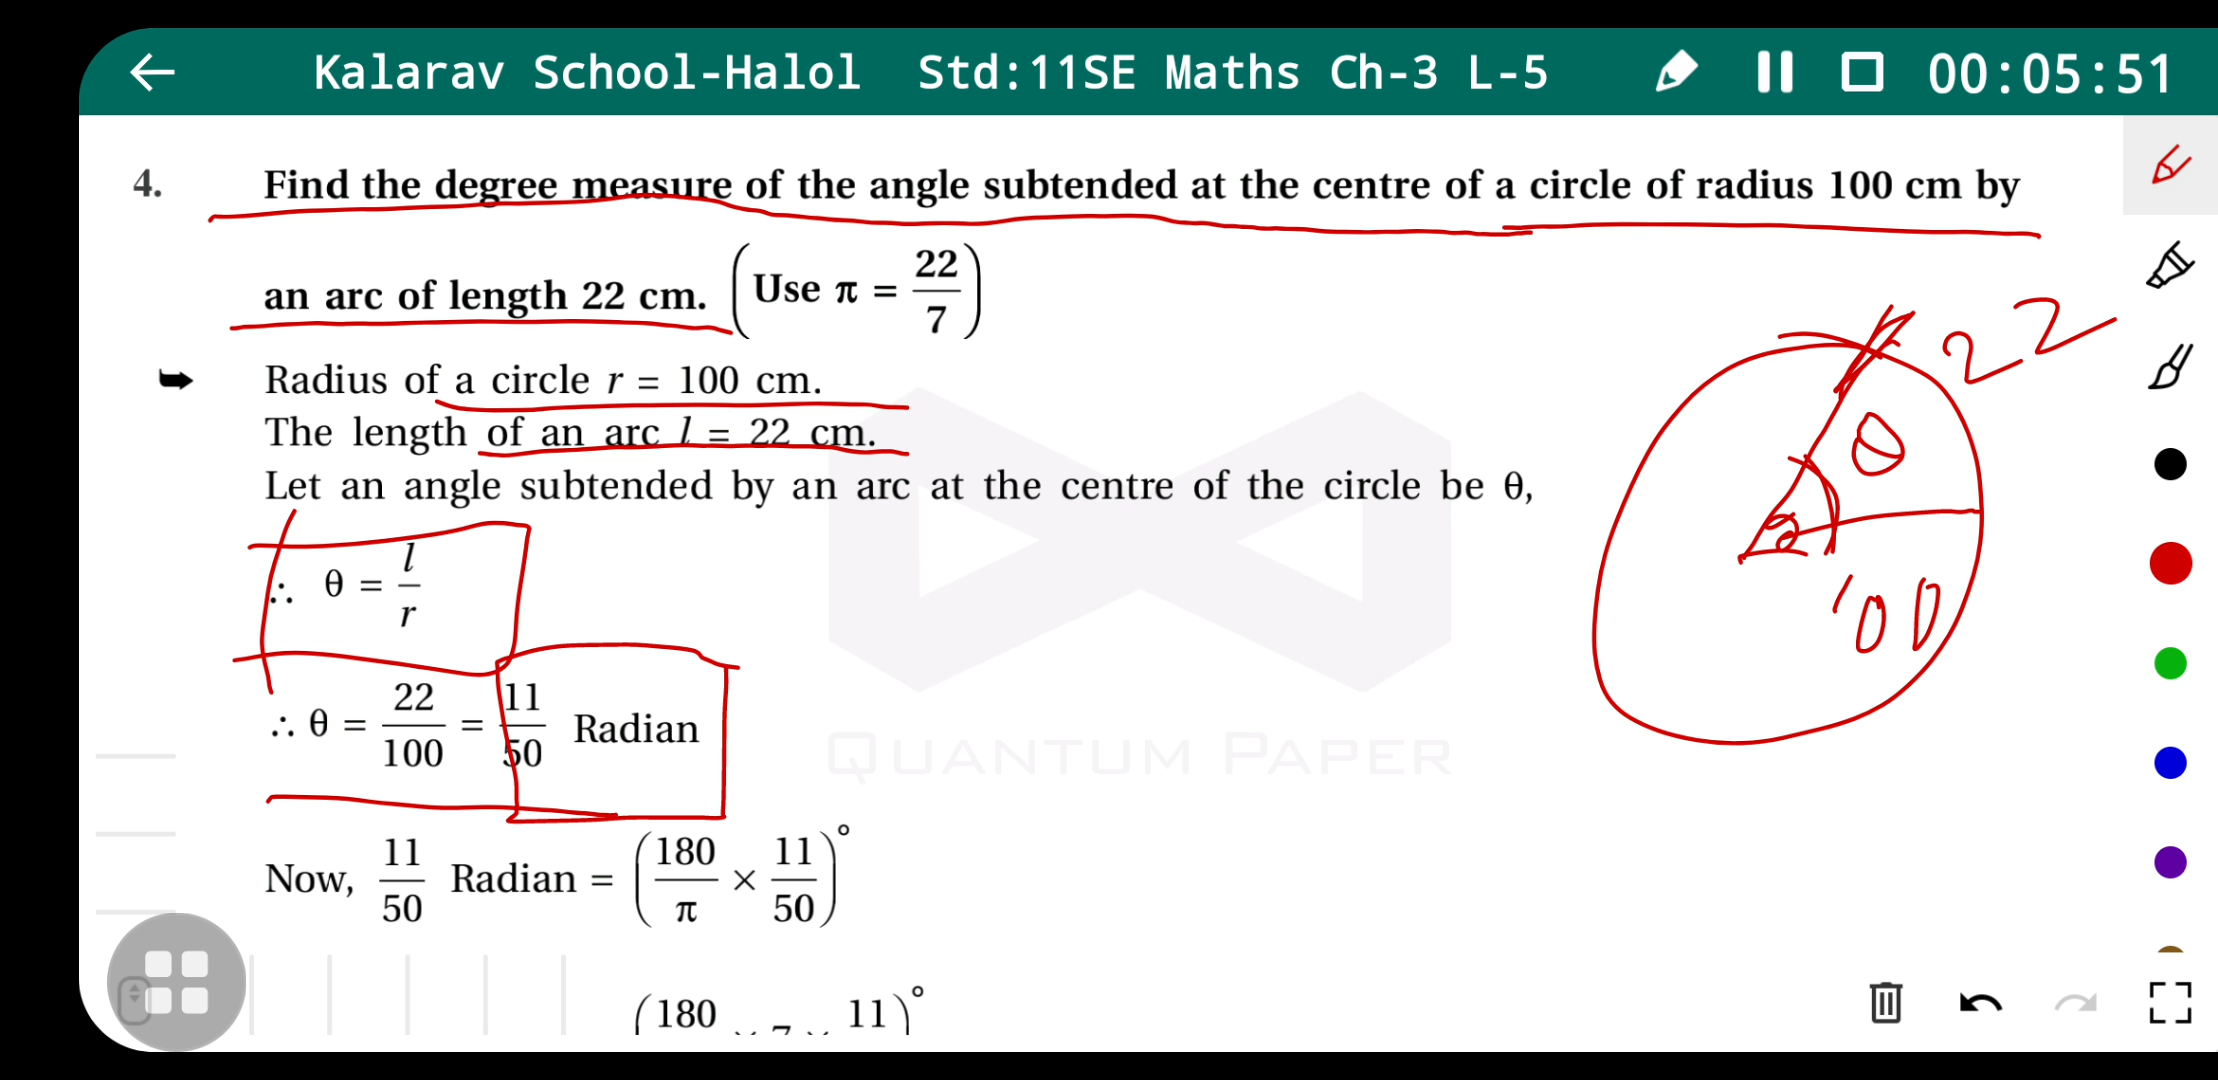 Kalarav School-Halol Std:11SE Maths Ch-3 L-5 00:05:51
4. Find the degree measure of the angle subtended at the centre of a circle of radius 100 cm by
an arc of length 22 cm. (Use π = 22/7)
➥ Radius of a circle r = 100 cm.
The length of an arc l = 22 cm.
Let an angle subtended by an arc at the centre of the circle be θ,
∴ θ = l/r
∴ θ = 22/100 = 11/50 Radian
Now, 11/50 Radian = (180/π × 11/50)°
(180 × 7 × 11)°
22
θ
100
QUANTUM PAPER